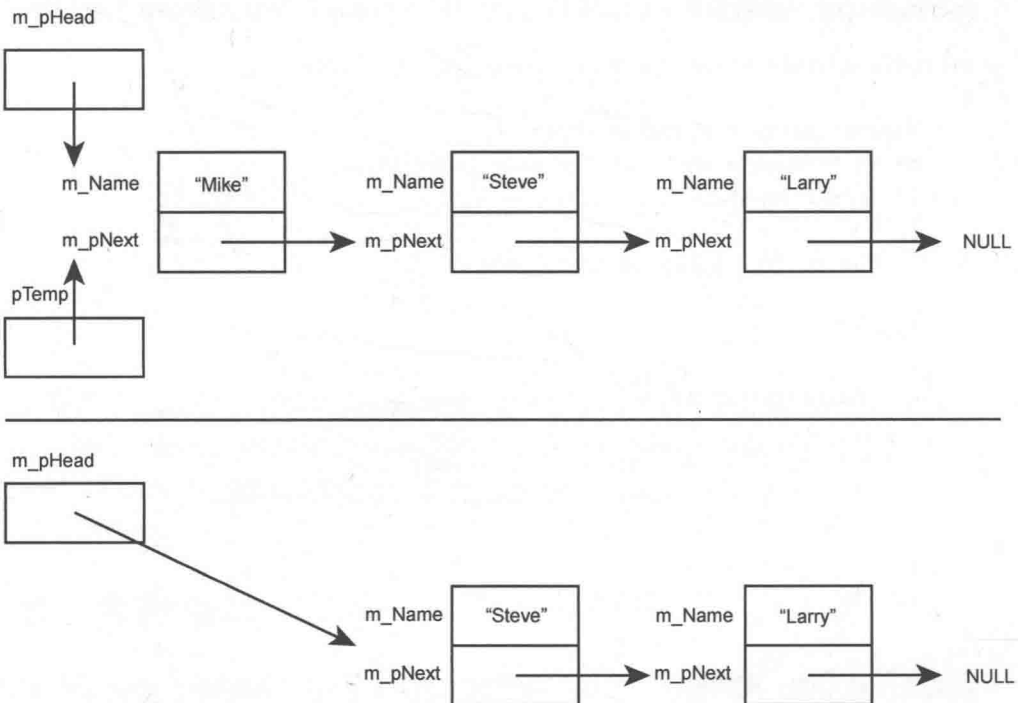 m_pHead
m_Name "Mike" m_Name "Steve" m_Name "Larry"
m_pNext m_pNext m_pNext NULL
pTemp
m_pHead
m_Name "Steve" m_Name "Larry"
m_pNext m_pNext NULL